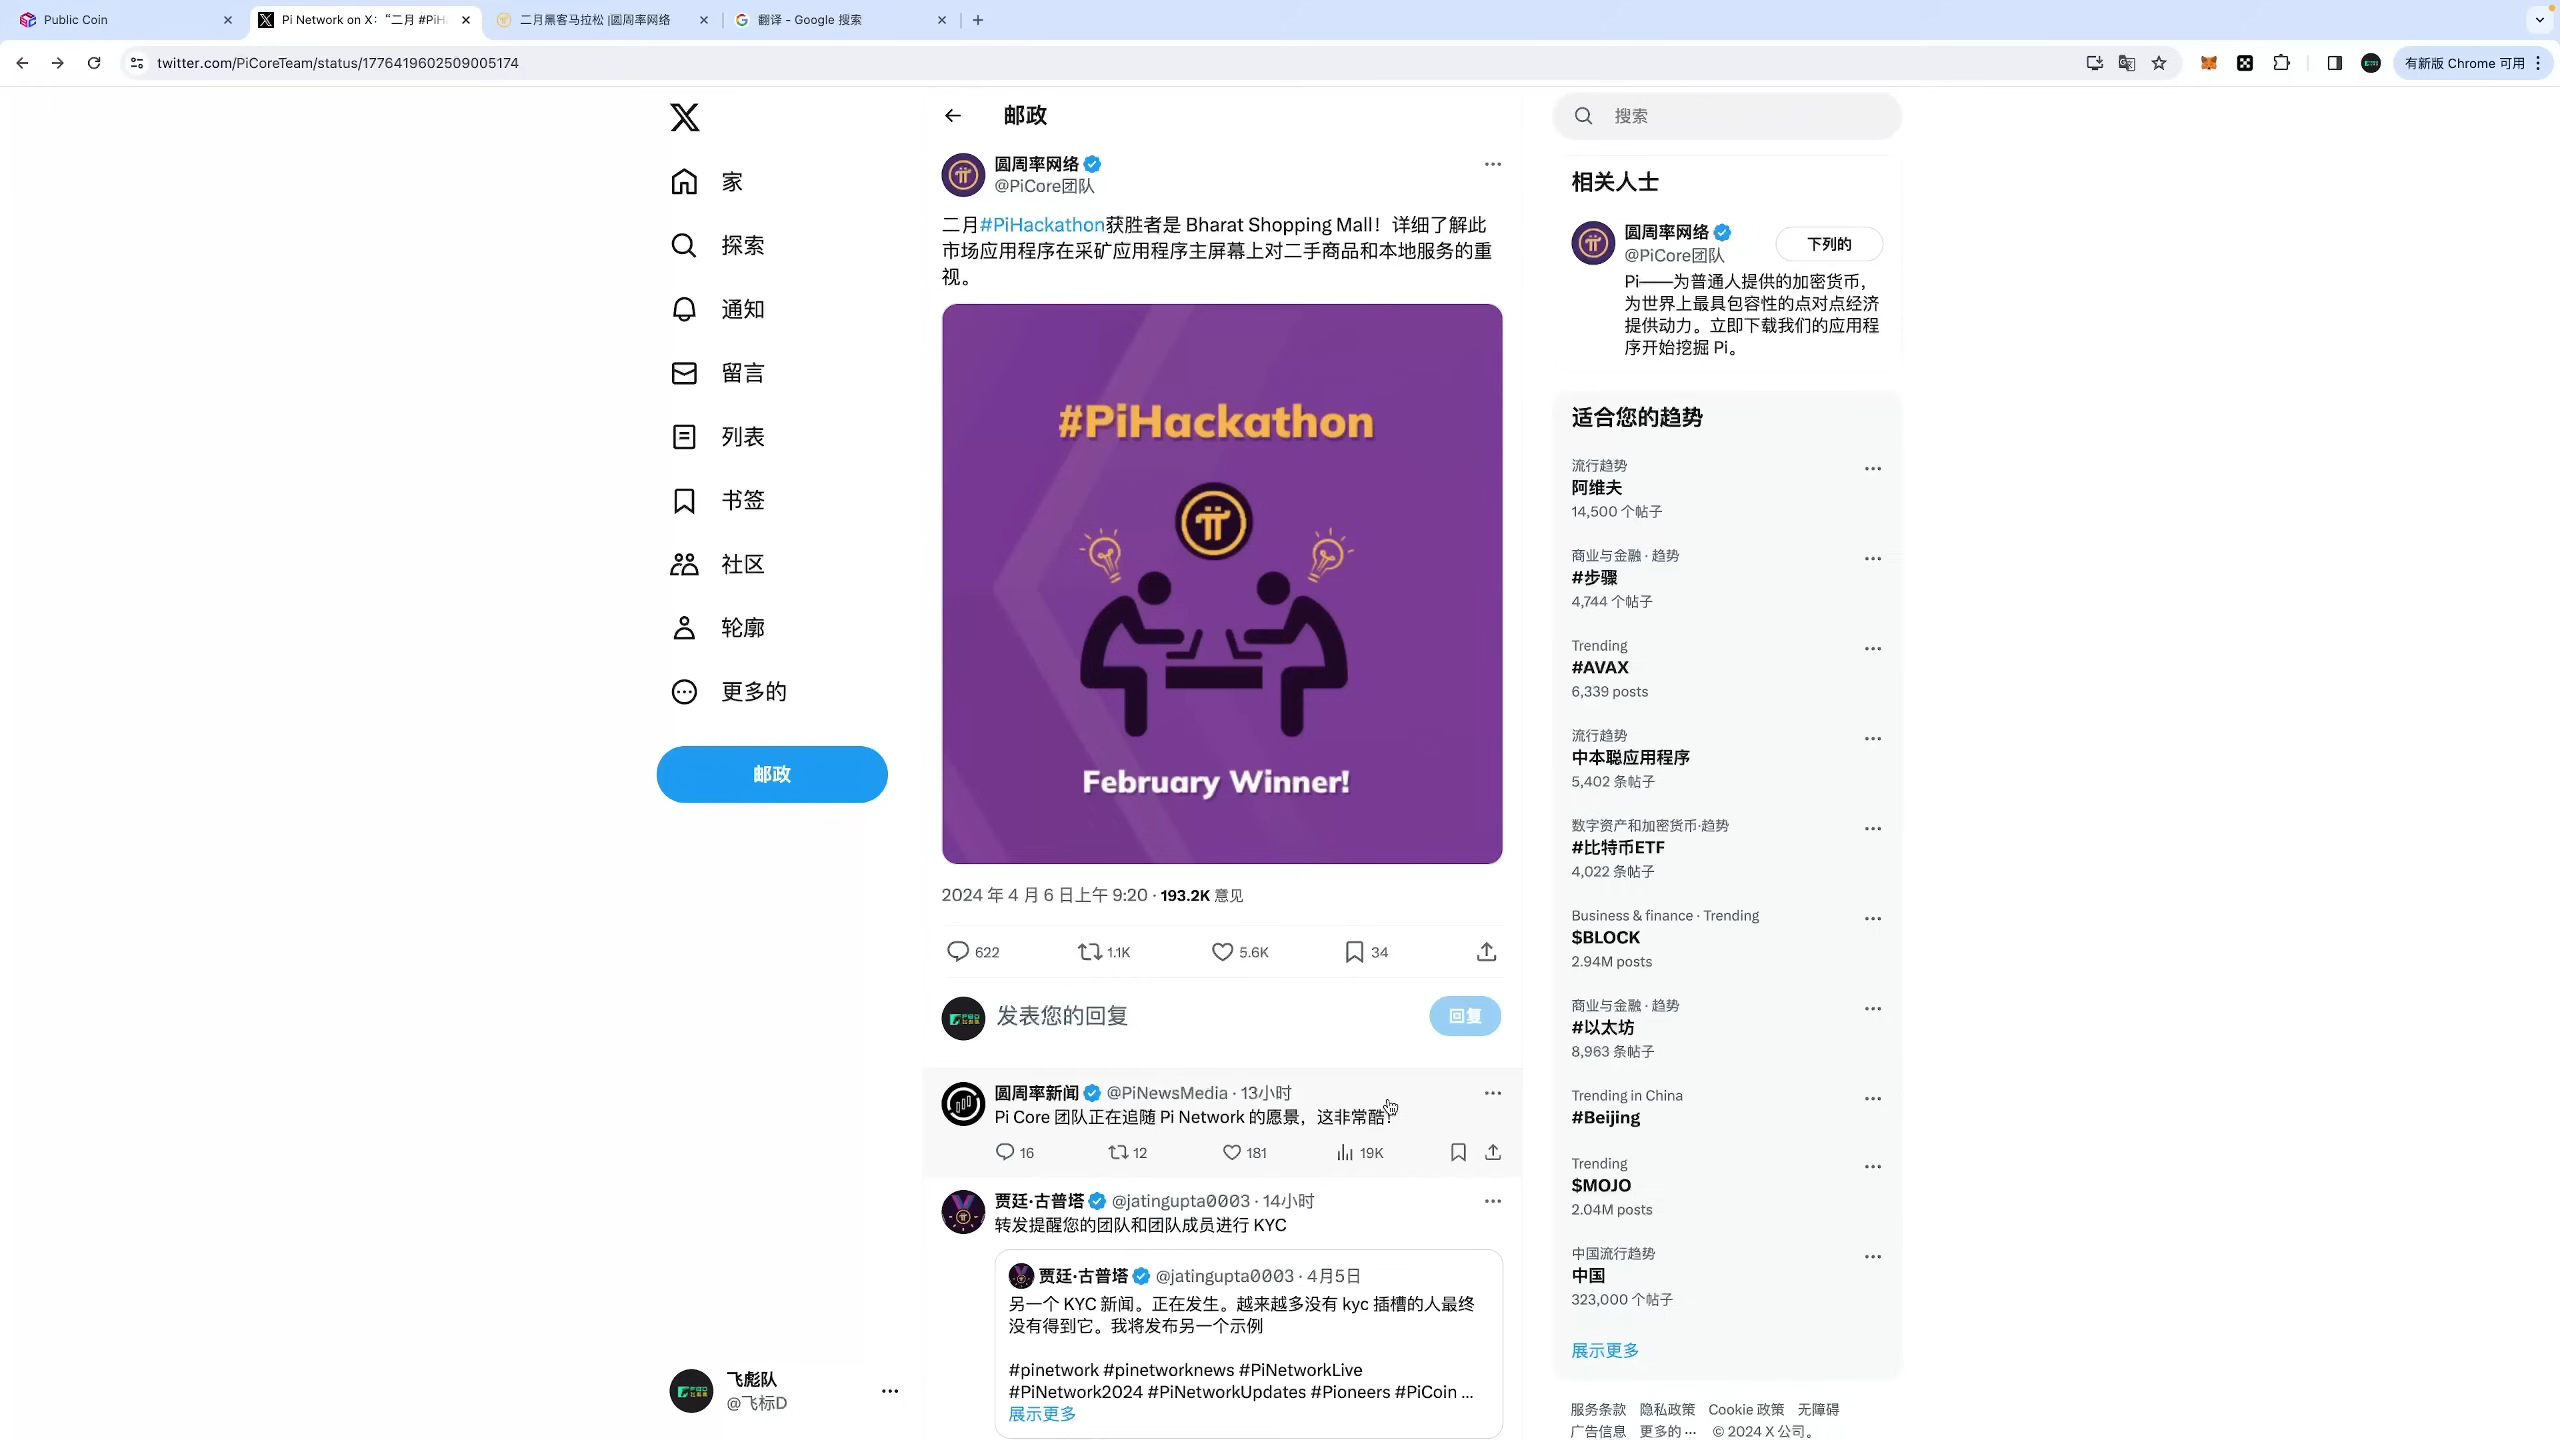 Public Coin
Pi Network on X: “二月 #PiH
二月黑客马拉松 |圆周率网络
翻译 - Google 搜索
twitter.com/PiCoreTeam/status/1776419602509005174
有新版 Chrome 可用
家
探索
通知
留言
列表
书签
社区
轮廓
更多的
邮政
飞彪队
@飞标D
邮政
圆周率网络
@PiCore团队
二月#PiHackathon获胜者是 Bharat Shopping Mall！详细了解此
市场应用程序在采矿应用程序主屏幕上对二手商品和本地服务的重
视。
#PiHackathon
February Winner!
2024 年 4 月 6 日上午 9:20 · 193.2K 意见
622
1.1K
5.6K
34
发表您的回复
回复
圆周率新闻 @PiNewsMedia · 13小时
Pi Core 团队正在追随 Pi Network 的愿景，这非常酷！
16
12
181
19K
贾廷·古普塔 @jatingupta0003 · 14小时
转发提醒您的团队和团队成员进行 KYC
贾廷·古普塔 @jatingupta0003 · 4月5日
另一个 KYC 新闻。正在发生。越来越多没有 kyc 插槽的人最终
没有得到它。我将发布另一个示例
#pinetwork #pinetworknews #PiNetworkLive
#PiNetwork2024 #PiNetworkUpdates #Pioneers #PiCoin ...
展示更多
搜索
相关人士
圆周率网络
@PiCore团队
下列的
Pi——为普通人提供的加密货币，
为世界上最具包容性的点对点经济
提供动力。立即下载我们的应用程
序开始挖掘 Pi。
适合您的趋势
流行趋势
阿维夫
14,500 个帖子
商业与金融 · 趋势
#步骤
4,744 个帖子
Trending
#AVAX
6,339 posts
流行趋势
中本聪应用程序
5,402 条帖子
数字资产和加密货币·趋势
#比特币ETF
4,022 条帖子
Business & finance · Trending
$BLOCK
2.94M posts
商业与金融 · 趋势
#以太坊
8,963 条帖子
Trending in China
#Beijing
Trending
$MOJO
2.04M posts
中国流行趋势
中国
323,000 个帖子
展示更多
服务条款 隐私政策 Cookie 政策 无障碍
广告信息 更多的 ··· © 2024 X 公司。